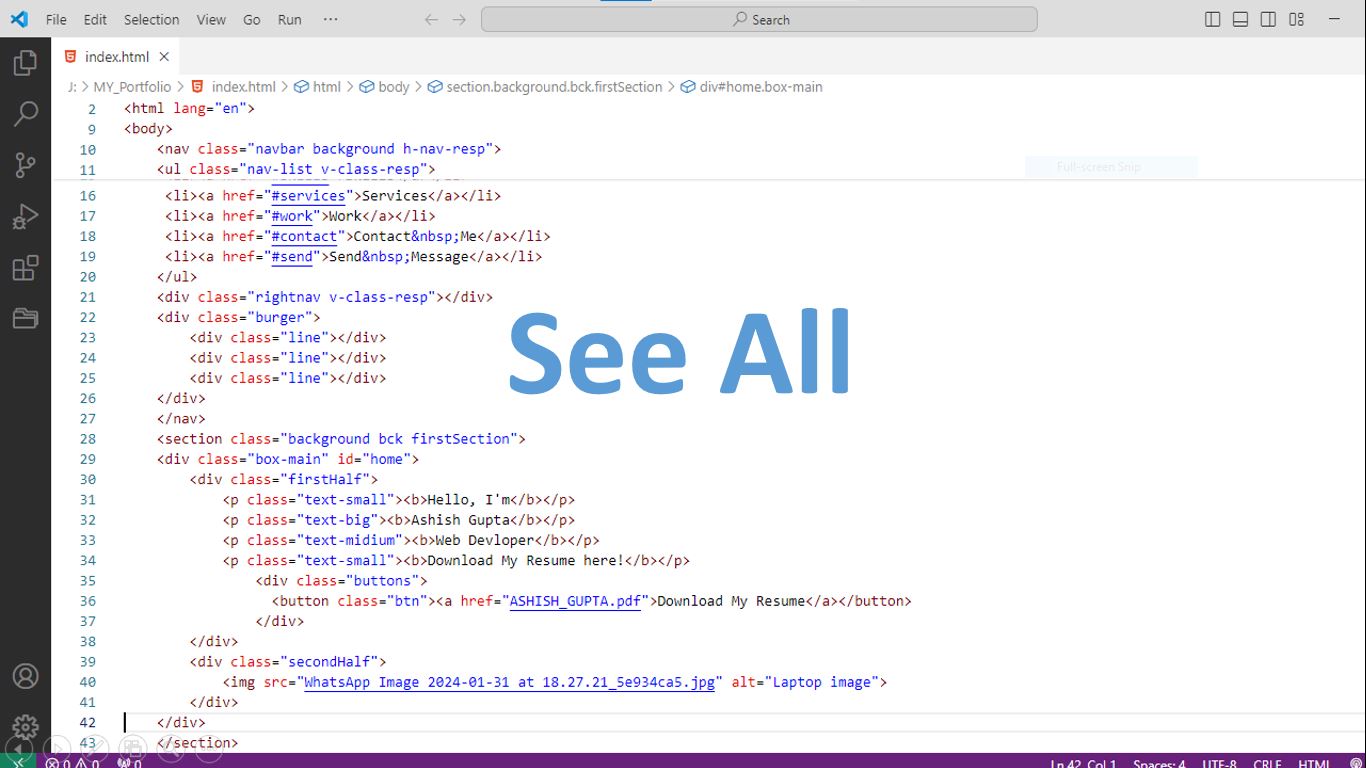 File Edit Selection View Go Run ··· Search
index.html
J: > MY_Portfolio > index.html > html > body > section.background.bck.firstSection > div#home.box-main
2 <html lang="en">
9 <body>
10 <nav class="navbar background h-nav-resp">
11 <ul class="nav-list v-class-resp">
Full-screen Snip
16 <li><a href="#services">Services</a></li>
17 <li><a href="#work">Work</a></li>
18 <li><a href="#contact">Contact&nbsp;Me</a></li>
19 <li><a href="#send">Send&nbsp;Message</a></li>
20 </ul>
21 <div class="rightnav v-class-resp"></div>
22 <div class="burger">
23 <div class="line"></div>
24 <div class="line"></div>
25 <div class="line"></div>
See All
26 </div>
27 </nav>
28 <section class="background bck firstSection">
29 <div class="box-main" id="home">
30 <div class="firstHalf">
31 <p class="text-small"><b>Hello, I'm</b></p>
32 <p class="text-big"><b>Ashish Gupta</b></p>
33 <p class="text-midium"><b>Web Devloper</b></p>
34 <p class="text-small"><b>Download My Resume here!</b></p>
35 <div class="buttons">
36 <button class="btn"><a href="ASHISH_GUPTA.pdf">Download My Resume</a></button>
37 </div>
38 </div>
39 <div class="secondHalf">
40 <img src="WhatsApp Image 2024-01-31 at 18.27.21_5e934ca5.jpg" alt="Laptop image">
41 </div>
42 </div>
43 </section>
0 0 0 Ln 42, Col 1 Spaces: 4 UTF-8 CRLF HTML